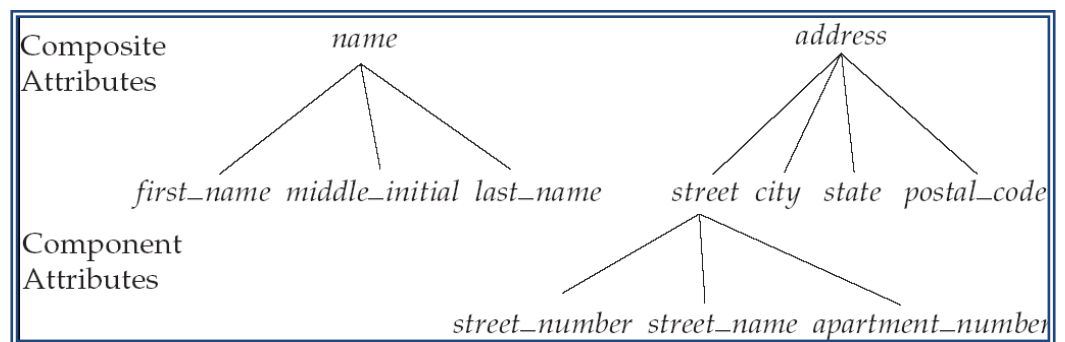 Composite
Attributes
name
address
first_name middle_initial last_name
street city state postal_code
Component
Attributes
street_number street_name apartment_number